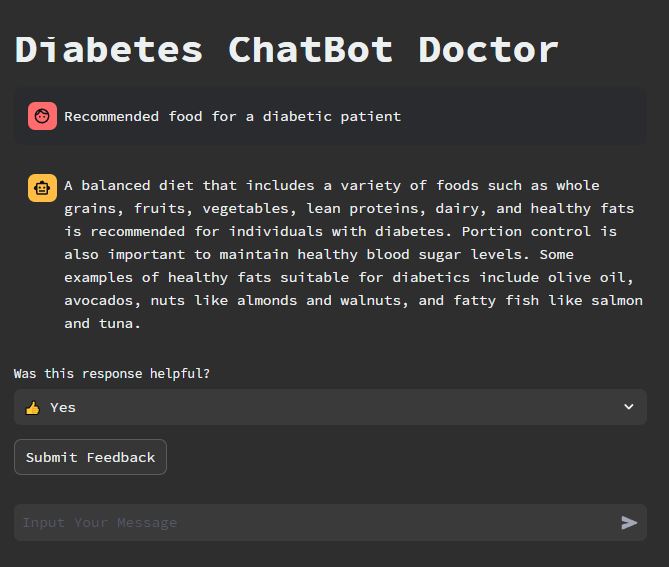 Diabetes ChatBot Doctor
Recommended food for a diabetic patient
A balanced diet that includes a variety of foods such as whole
grains, fruits, vegetables, lean proteins, dairy, and healthy fats
is recommended for individuals with diabetes. Portion control is
also important to maintain healthy blood sugar levels. Some
examples of healthy fats suitable for diabetics include olive oil,
avocados, nuts like almonds and walnuts, and fatty fish like salmon
and tuna.
Was this response helpful?
👍 Yes
Submit Feedback
Input Your Message